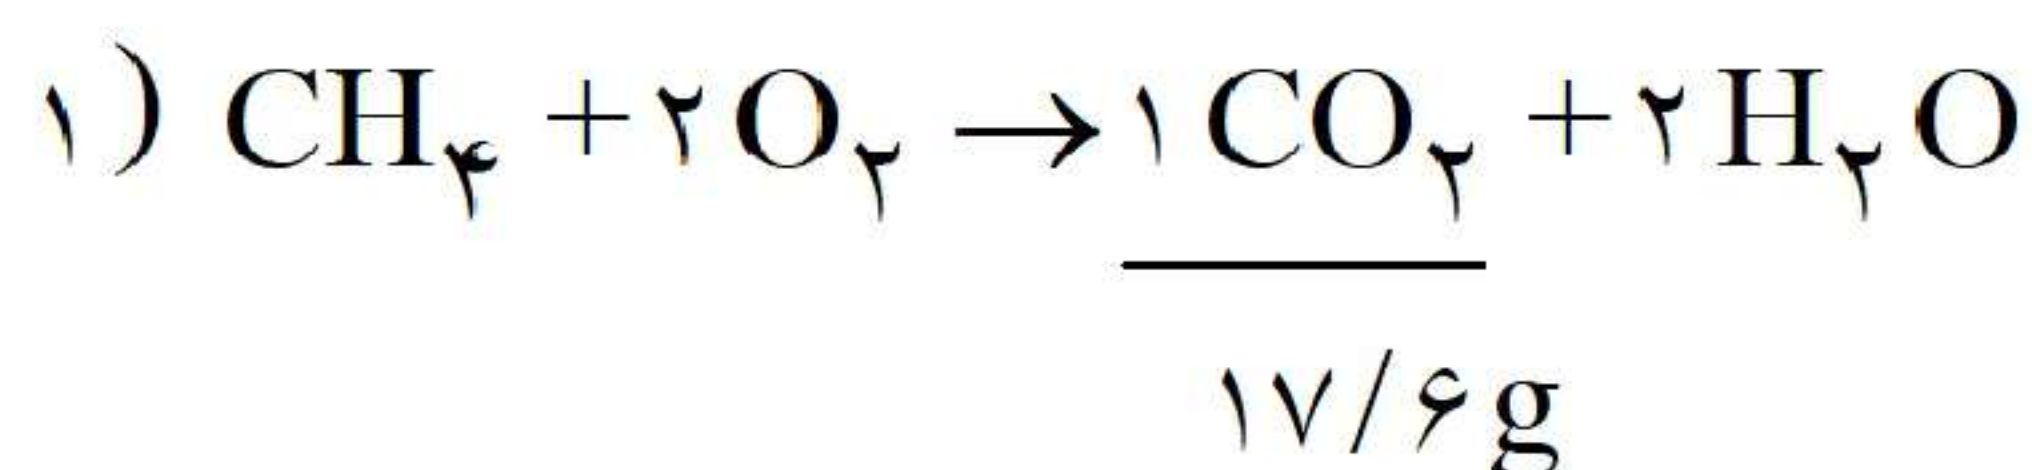 ۱) CH۴ + ۲O۲ → ۱CO۲ + ۲H۲O
۱۷/۶g